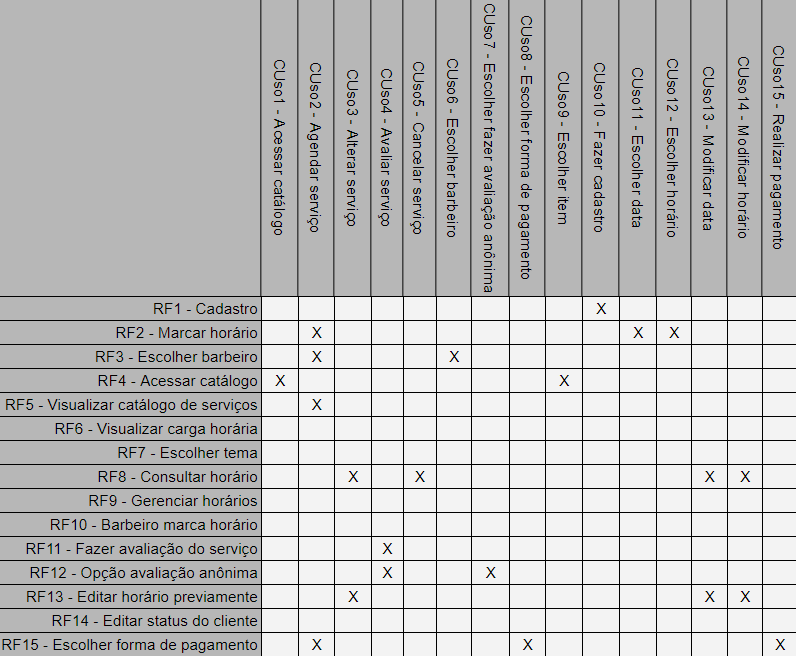 CUso1 - Acessar catálogo
CUso2 - Agendar serviço
CUso3 - Alterar serviço
CUso4 - Avaliar serviço
CUso5 - Cancelar serviço
CUso6 - Escolher barbeiro
CUso7 - Escolher fazer avaliação anônima
CUso8 - Escolher forma de pagamento
CUso9 - Escolher item
CUso10 - Fazer cadastro
CUso11 - Escolher data
CUso12 - Escolher horário
CUso13 - Modificar data
CUso14 - Modificar horário
CUso15 - Realizar pagamento
RF1 - Cadastro X
RF2 - Marcar horário X X X
RF3 - Escolher barbeiro X X
RF4 - Acessar catálogo X X
RF5 - Visualizar catálogo de serviços X
RF6 - Visualizar carga horária
RF7 - Escolher tema
RF8 - Consultar horário X X X X
RF9 - Gerenciar horários
RF10 - Barbeiro marca horário
RF11 - Fazer avaliação do serviço X
RF12 - Opção avaliação anônima X X
RF13 - Editar horário previamente X X X
RF14 - Editar status do cliente
RF15 - Escolher forma de pagamento X X X